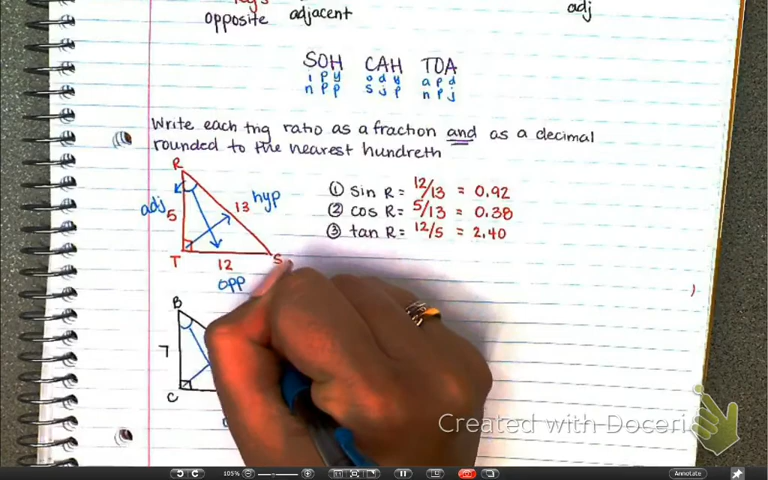 opposite adjacent adj
SOH CAH TOA
i p y o d y a p d
n p p s j p n p j
Write each trig ratio as a fraction and as a decimal
rounded to the nearest hundreth
R
adj 5 13 hyp
T 12 S
opp
① sin R = 12/13 = 0.92
② cos R = 5/13 = 0.38
③ tan R = 12/5 = 2.40
B
7
C
Created with Doceri
105%
Annotate